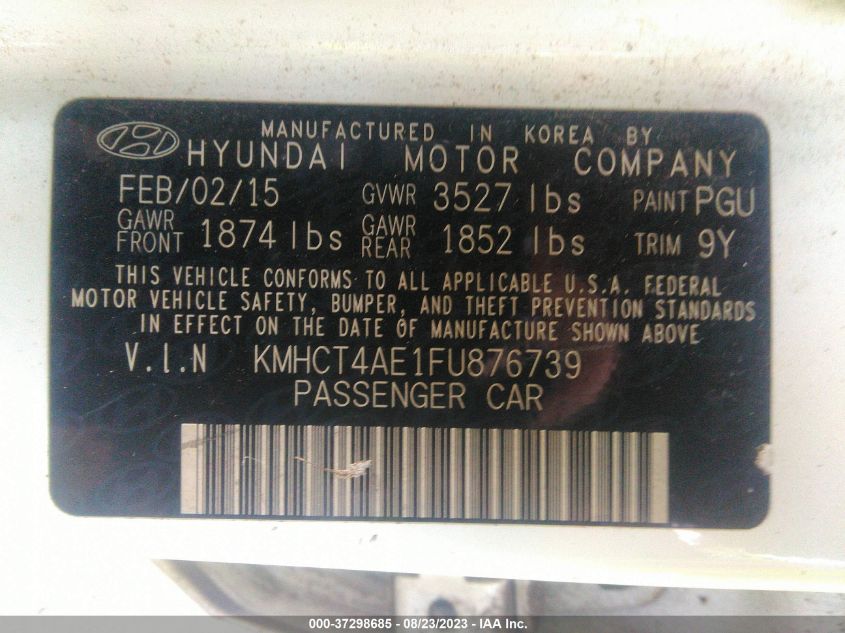 MANUFACTURED IN KOREA BY
HYUNDAI MOTOR COMPANY
FEB/02/15 GVWR 3527 lbs PAINT PGU
GAWR FRONT 1874 lbs GAWR REAR 1852 lbs TRIM 9Y
THIS VEHICLE CONFORMS TO ALL APPLICABLE U.S.A. FEDERAL
MOTOR VEHICLE SAFETY, BUMPER, AND THEFT PREVENTION STANDARDS
IN EFFECT ON THE DATE OF MANUFACTURE SHOWN ABOVE
V.I.N KMHCT4AE1FU876739
PASSENGER CAR
000-37298685 - 08/23/2023 - IAA Inc.